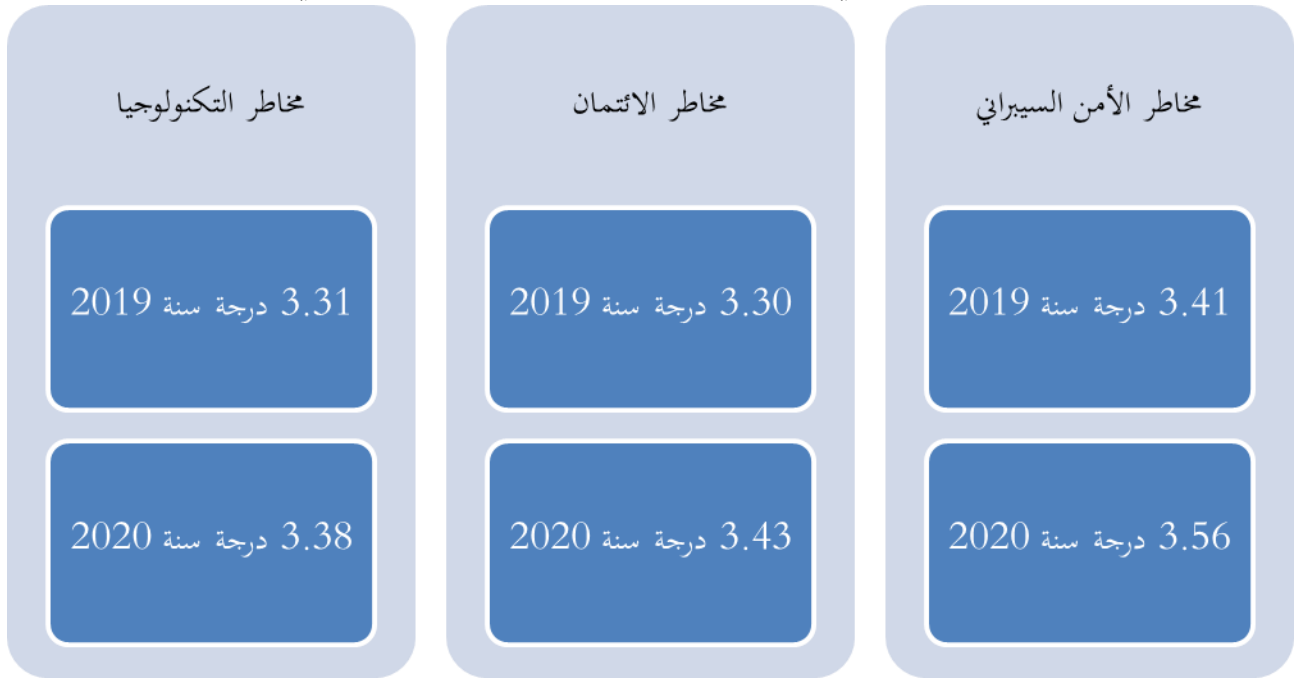 مخاطر الأمن السيبراني
3.41 درجة سنة 2019
3.56 درجة سنة 2020
مخاطر الائتمان
3.30 درجة سنة 2019
3.43 درجة سنة 2020
مخاطر التكنولوجيا
3.31 درجة سنة 2019
3.38 درجة سنة 2020